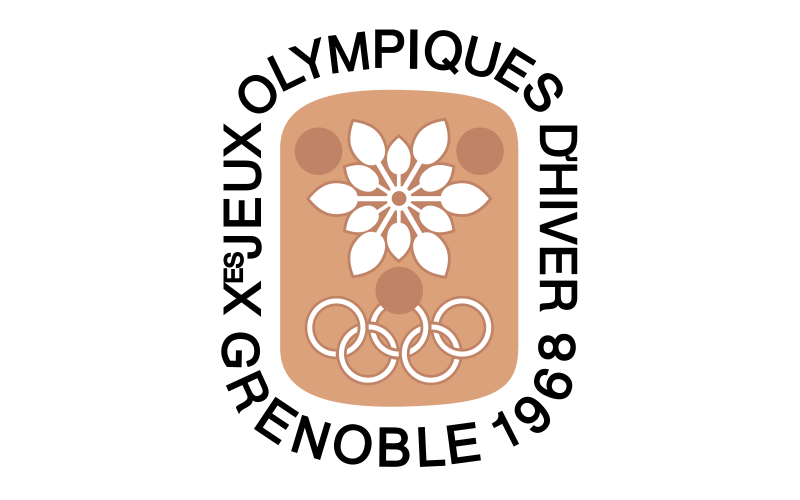 Xes JEUX OLYMPIQUES D'HIVER
GRENOBLE 1968